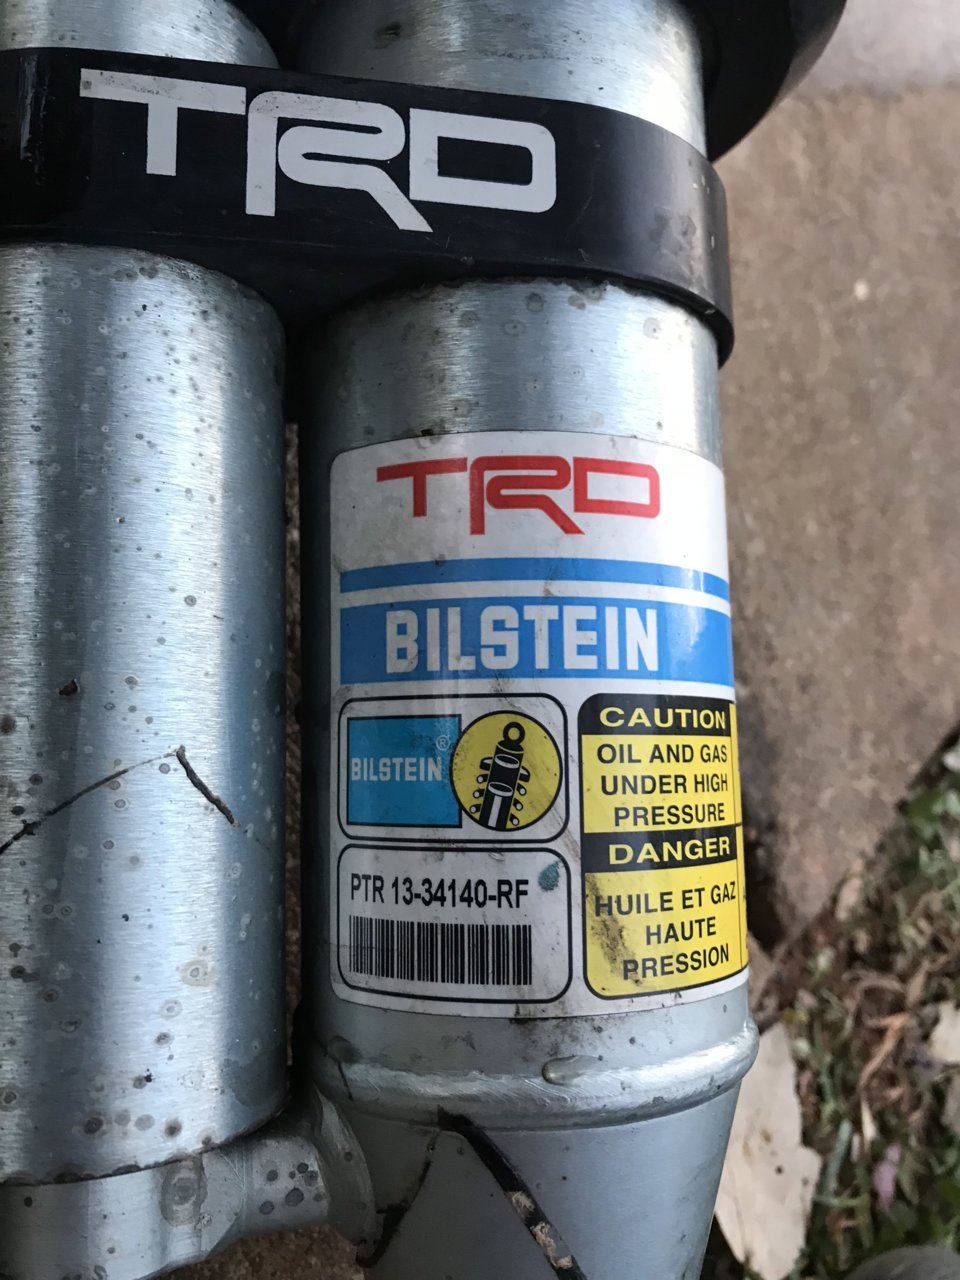 TRD
TRD
BILSTEIN
BILSTEIN®
PTR 13-34140-RF
CAUTION
OIL AND GAS
UNDER HIGH
PRESSURE
DANGER
HUILE ET GAZ
HAUTE
PRESSION